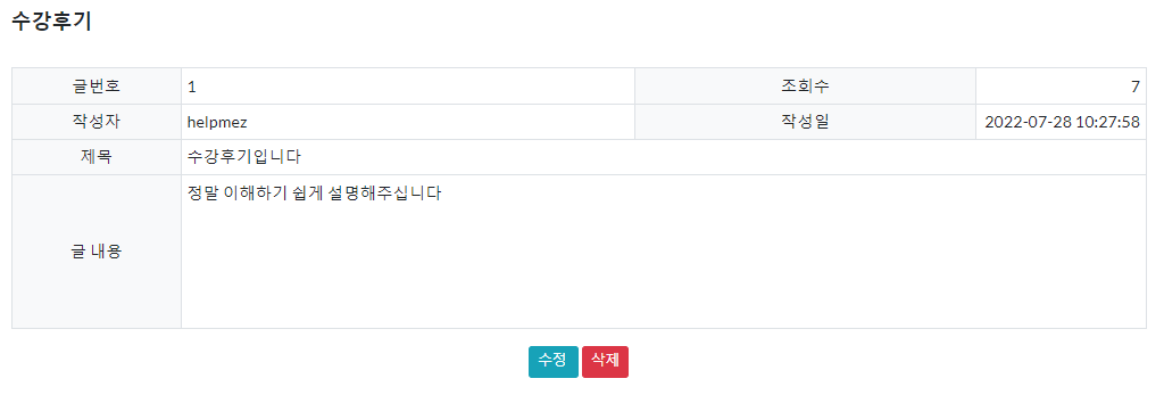 수강후기
글번호 1 조회수 7
작성자 helpmez 작성일 2022-07-28 10:27:58
제목 수강후기입니다
정말 이해하기 쉽게 설명해주십니다
글 내용
수정 삭제